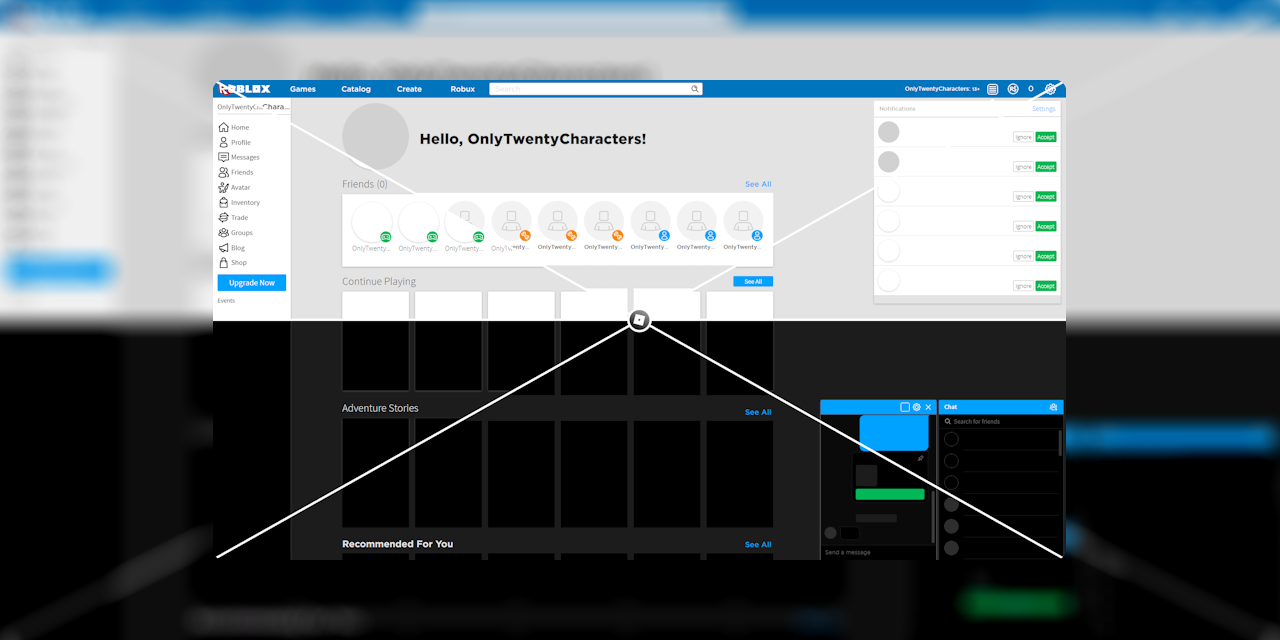 ROBLOX Games Catalog Create Robux Search OnlyTwentyCharacters: 13+ 0
OnlyTwentyChara...
Home
Profile
Messages
Friends
Avatar
Inventory
Trade
Groups
Blog
Shop
Upgrade Now
Events
Hello, OnlyTwentyCharacters!
Friends (0) See All
OnlyTwenty... OnlyTwenty... OnlyTwenty... OnlyTwenty... OnlyTwenty... OnlyTwenty... OnlyTwenty... OnlyTwenty... OnlyTwenty...
Continue Playing See All
Adventure Stories See All
Recommended For You See All
Notifications Settings
Ignore Accept
Ignore Accept
Ignore Accept
Ignore Accept
Ignore Accept
Ignore Accept
Chat
Search for friends
Send a message